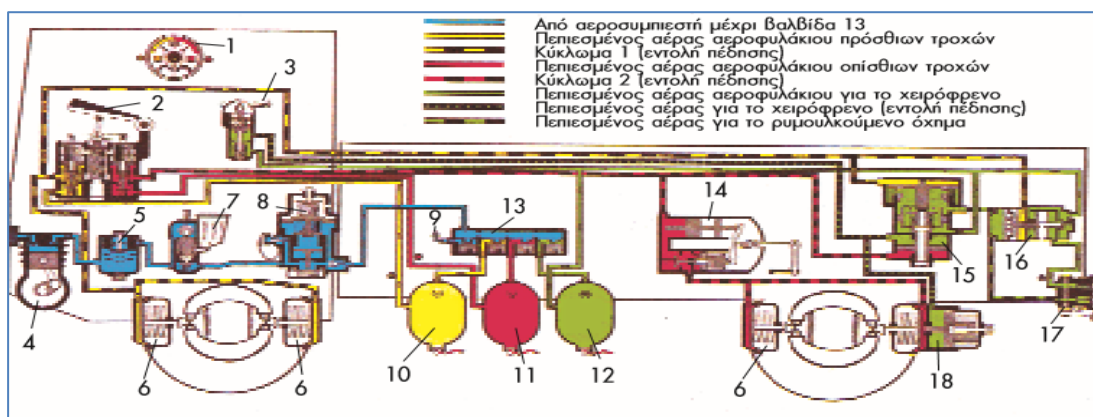 Από αεροσυμπιεστή μέχρι βαλβίδα 13
Πεπιεσμένος αέρας αεροφυλάκιου πρόσθιων τροχών
Κύκλωμα 1 (εντολή πέδησης)
Πεπιεσμένος αέρας αεροφυλάκιου οπίσθιων τροχών
Κύκλωμα 2 (εντολή πέδησης)
Πεπιεσμένος αέρας αεροφυλάκιου για το χειρόφρενο
Πεπιεσμένος αέρας για το χειρόφρενο (εντολή πέδησης)
Πεπιεσμένος αέρας για το ρυμουλκούμενο όχημα
1
2
3
4
5
6
7
8
6
9
13
10
11
12
14
6
15
16
17
18